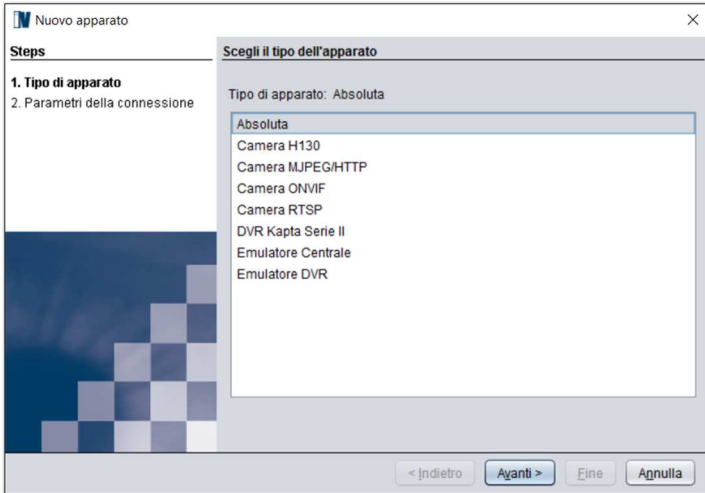 Nuovo apparato
Steps
1. Tipo di apparato
2. Parametri della connessione
Scegli il tipo dell'apparato
Tipo di apparato: Absoluta
Absoluta
Camera H130
Camera MJPEG/HTTP
Camera ONVIF
Camera RTSP
DVR Kapta Serie II
Emulatore Centrale
Emulatore DVR
< Indietro
Avanti >
Fine
Annulla